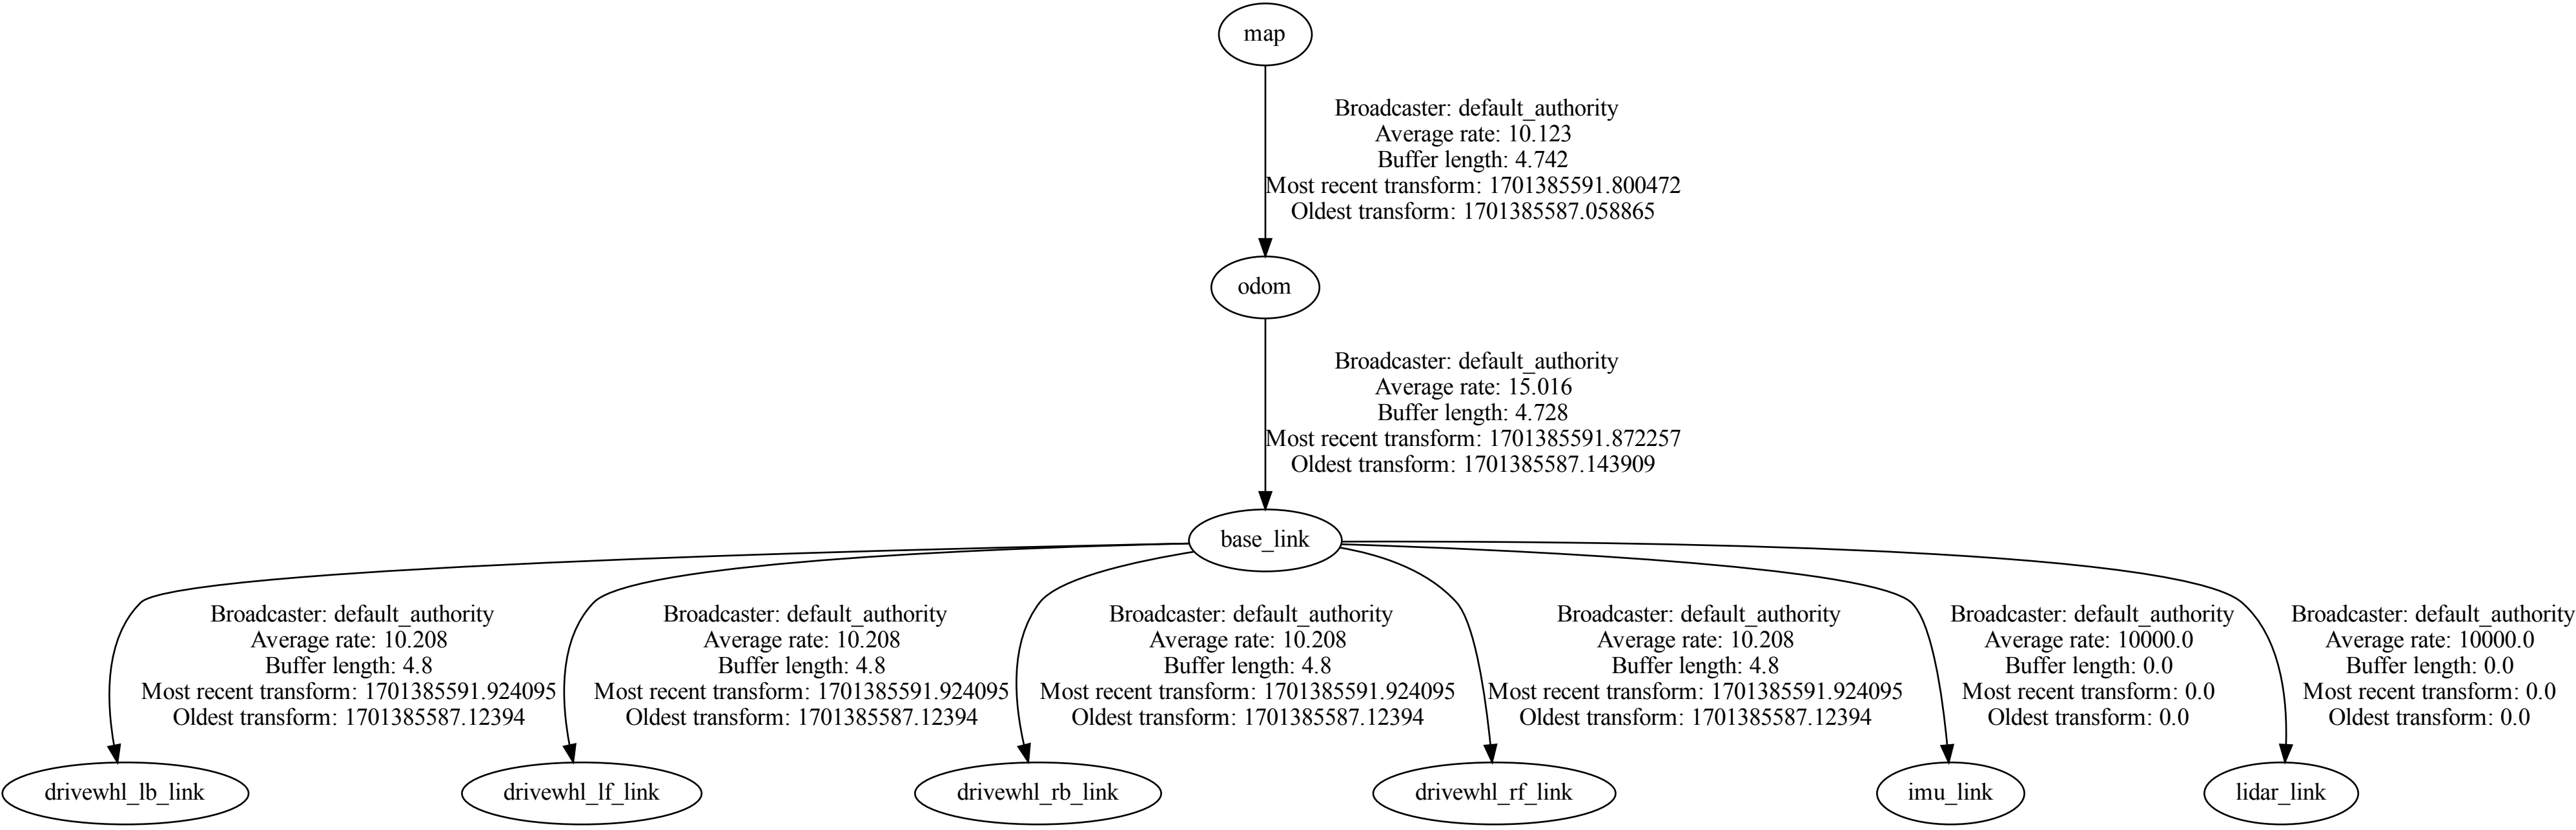 map
Broadcaster: default_authority
Average rate: 10.123
Buffer length: 4.742
Most recent transform: 1701385591.800472
Oldest transform: 1701385587.058865
odom
Broadcaster: default_authority
Average rate: 15.016
Buffer length: 4.728
Most recent transform: 1701385591.872257
Oldest transform: 1701385587.143909
base_link
Broadcaster: default_authority
Average rate: 10.208
Buffer length: 4.8
Most recent transform: 1701385591.924095
Oldest transform: 1701385587.12394
Broadcaster: default_authority
Average rate: 10.208
Buffer length: 4.8
Most recent transform: 1701385591.924095
Oldest transform: 1701385587.12394
Broadcaster: default_authority
Average rate: 10.208
Buffer length: 4.8
Most recent transform: 1701385591.924095
Oldest transform: 1701385587.12394
Broadcaster: default_authority
Average rate: 10.208
Buffer length: 4.8
Most recent transform: 1701385591.924095
Oldest transform: 1701385587.12394
Broadcaster: default_authority
Average rate: 10000.0
Buffer length: 0.0
Most recent transform: 0.0
Oldest transform: 0.0
Broadcaster: default_authority
Average rate: 10000.0
Buffer length: 0.0
Most recent transform: 0.0
Oldest transform: 0.0
drivewhl_lb_link
drivewhl_lf_link
drivewhl_rb_link
drivewhl_rf_link
imu_link
lidar_link